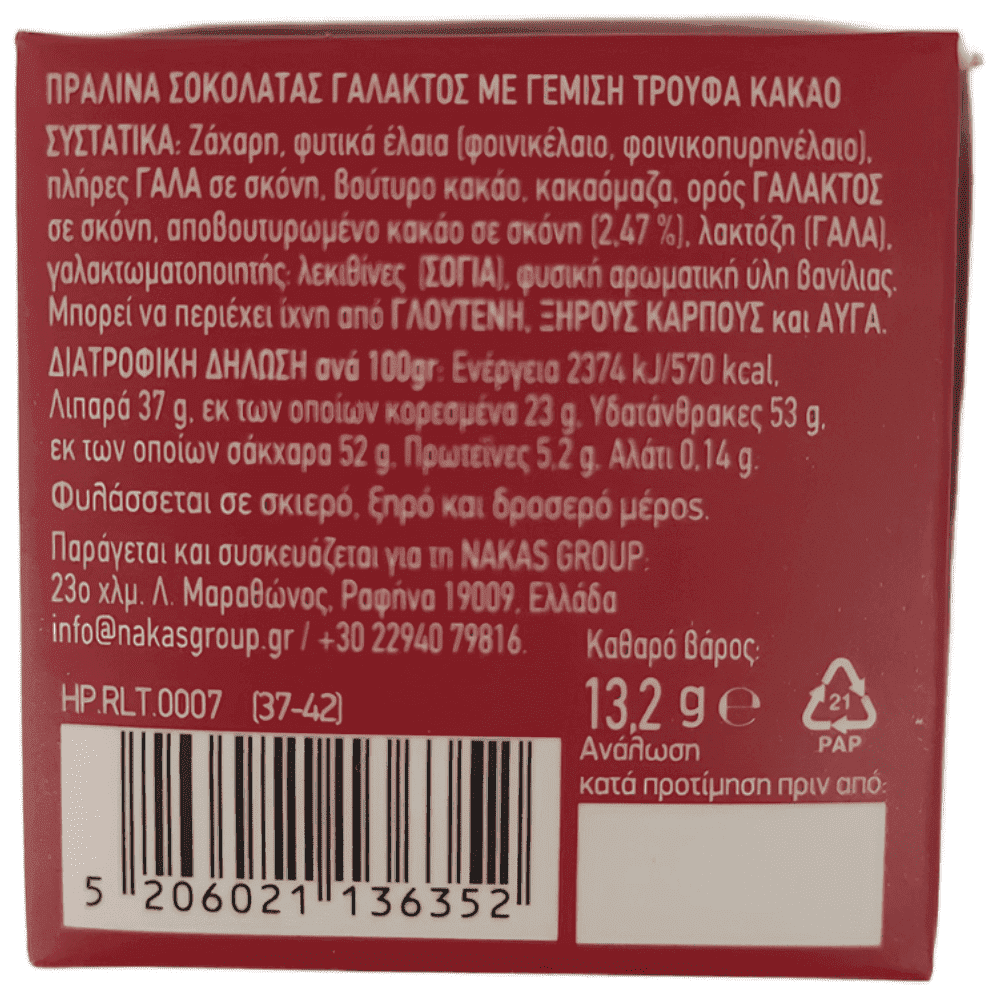 ΠΡΑΛΙΝΑ ΣΟΚΟΛΑΤΑΣ ΓΑΛΑΚΤΟΣ ΜΕ ΓΕΜΙΣΗ ΤΡΟΥΦΑ ΚΑΚΑΟ
ΣΥΣΤΑΤΙΚΑ: Ζάχαρη, φυτικά έλαια (φοινικέλαιο, φοινικοπυρηνέλαιο),
πλήρες ΓΑΛΑ σε σκόνη, βούτυρο κακάο, κακαόμαζα, ορός ΓΑΛΑΚΤΟΣ
σε σκόνη, αποβουτυρωμένο κακάο σε σκόνη (2,47 %), λακτόζη (ΓΑΛΑ),
γαλακτωματοποιητής: λεκιθίνες (ΣΟΓΙΑ), φυσική αρωματική ύλη βανίλιας.
Μπορεί να περιέχει ίχνη από ΓΛΟΥΤΕΝΗ, ΞΗΡΟΥΣ ΚΑΡΠΟΥΣ και ΑΥΓΑ.
ΔΙΑΤΡΟΦΙΚΗ ΔΗΛΩΣΗ ανά 100gr: Ενέργεια 2374 kJ/570 kcal,
Λιπαρά 37 g, εκ των οποίων κορεσμένα 23 g, Υδατάνθρακες 53 g,
εκ των οποίων σάκχαρα 52 g, Πρωτεΐνες 5,2 g, Αλάτι 0,14 g.
Φυλάσσεται σε σκιερό, ξηρό και δροσερό μέρος.
Παράγεται και συσκευάζεται για τη NAKAS GROUP:
23ο χλμ. Λ. Μαραθώνος, Ραφήνα 19009, Ελλάδα
info@nakasgroup.gr / +30 22940 79816.
Καθαρό βάρος:
13,2 g ℮
21
PAP
HP.RLT.0007 (37-42)
Ανάλωση
κατά προτίμηση πριν από:
5 206021 136352